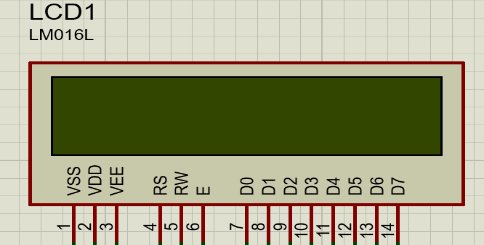 LCD1
LM016L
VSS VDD VEE RS RW E D0 D1 D2 D3 D4 D5 D6 D7
1 2 3 4 5 6 7 8 9 10 11 12 13 14